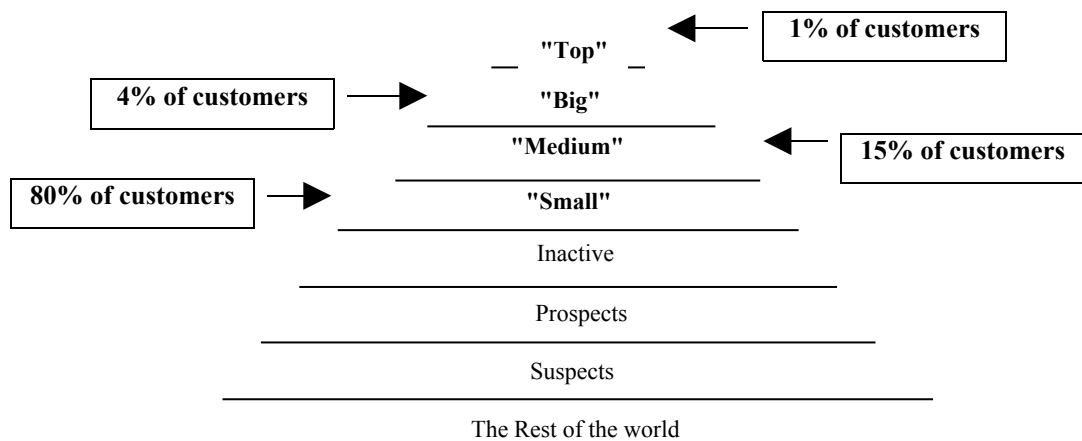 1% of customers
"Top"
4% of customers
"Big"
"Medium"
15% of customers
80% of customers
"Small"
Inactive
Prospects
Suspects
The Rest of the world